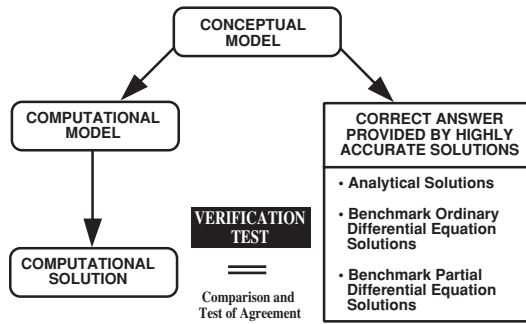 CONCEPTUAL
MODEL
COMPUTATIONAL
MODEL
COMPUTATIONAL
SOLUTION
VERIFICATION
TEST
Comparison and
Test of Agreement
CORRECT ANSWER
PROVIDED BY HIGHLY
ACCURATE SOLUTIONS
• Analytical Solutions
• Benchmark Ordinary
Differential Equation
Solutions
• Benchmark Partial
Differential Equation
Solutions